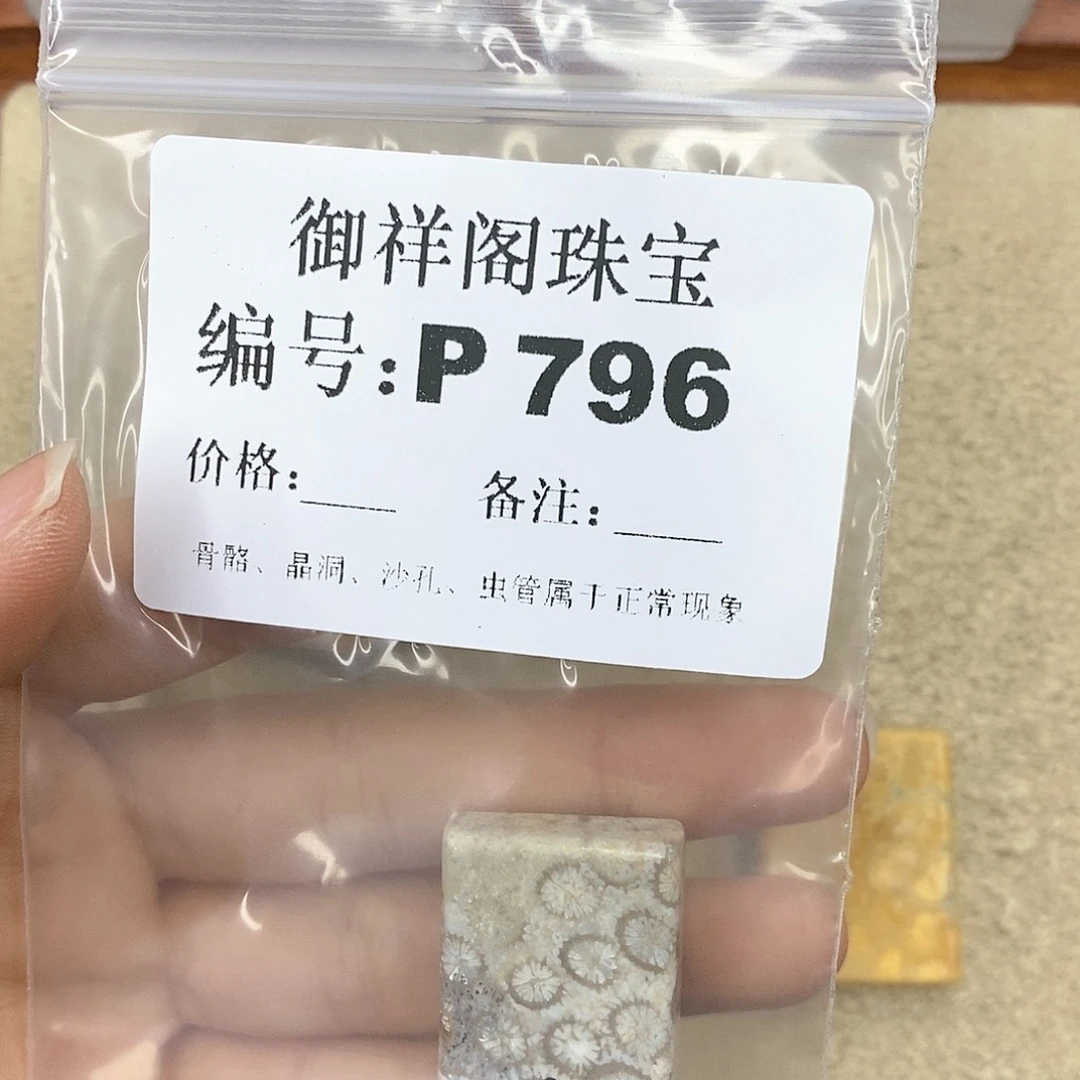 御祥阁珠宝
编号:P 796
价格:____ 备注:____
骨骼、晶洞、沙孔、虫管属于正常现象